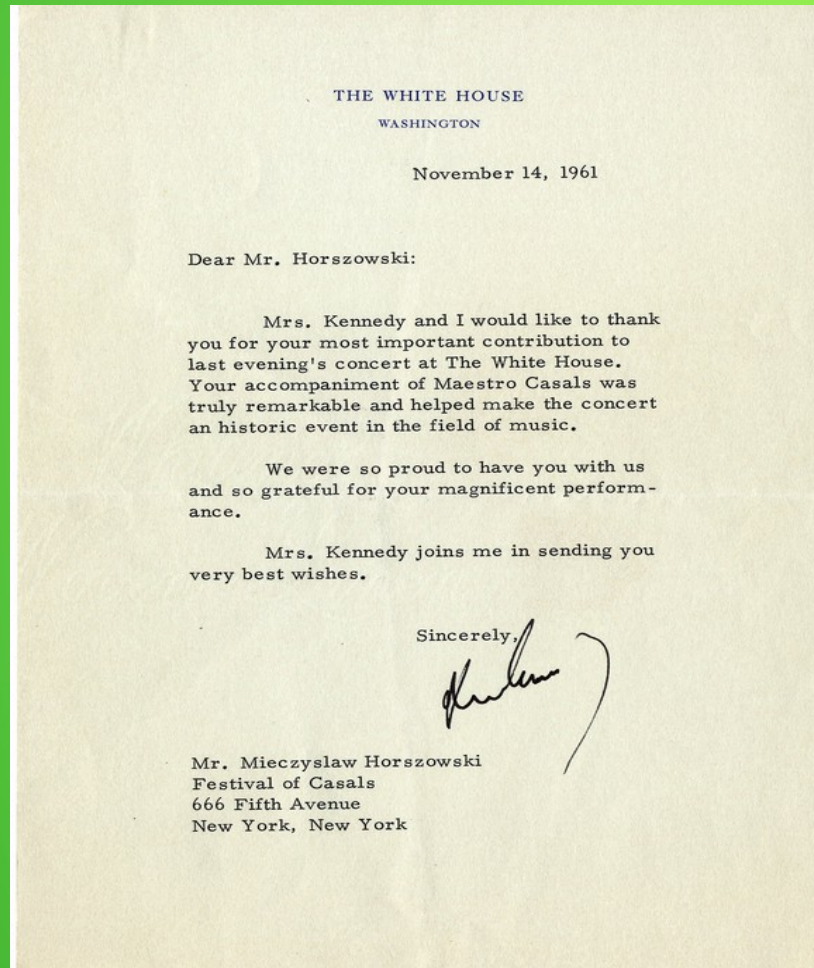 THE WHITE HOUSE
WASHINGTON
November 14, 1961
Dear Mr. Horszowski:
Mrs. Kennedy and I would like to thank
you for your most important contribution to
last evening's concert at The White House.
Your accompaniment of Maestro Casals was
truly remarkable and helped make the concert
an historic event in the field of music.
We were so proud to have you with us
and so grateful for your magnificent perform-
ance.
Mrs. Kennedy joins me in sending you
very best wishes.
Sincerely,
Mr. Mieczyslaw Horszowski
Festival of Casals
666 Fifth Avenue
New York, New York